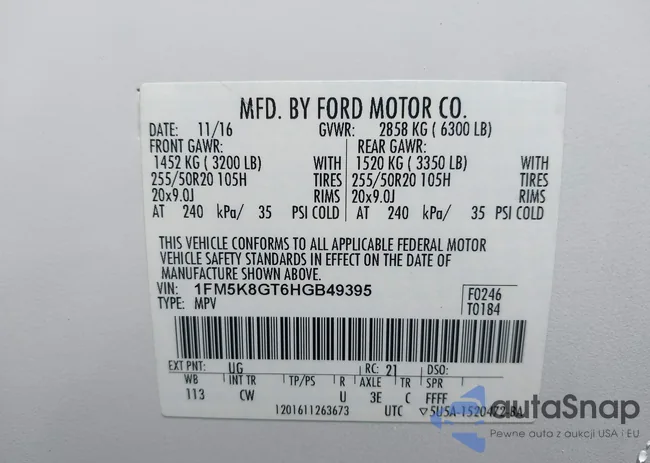 MFD. BY FORD MOTOR CO.
DATE: 11/16 GVWR: 2858 KG ( 6300 LB)
FRONT GAWR: REAR GAWR:
1452 KG ( 3200 LB) WITH 1520 KG ( 3350 LB) WITH
255/50R20 105H TIRES 255/50R20 105H TIRES
20x9.0J RIMS 20x9.0J RIMS
AT 240 kPa/ 35 PSI COLD AT 240 kPa/ 35 PSI COLD
THIS VEHICLE CONFORMS TO ALL APPLICABLE FEDERAL MOTOR
VEHICLE SAFETY STANDARDS IN EFFECT ON THE DATE OF
MANUFACTURE SHOWN ABOVE.
VIN: 1FM5K8GT6HGB49395 F0246
TYPE: MPV T0184
EXT PNT: UG RC: 21 DSO:
WB INT TR TP/PS R AXLE TR SPR
113 CW U 3E C FFFF
1201611263673 UTC ▽5U5A-1520472-BA
autoSnap
Pewne auta z aukcji USA i EU